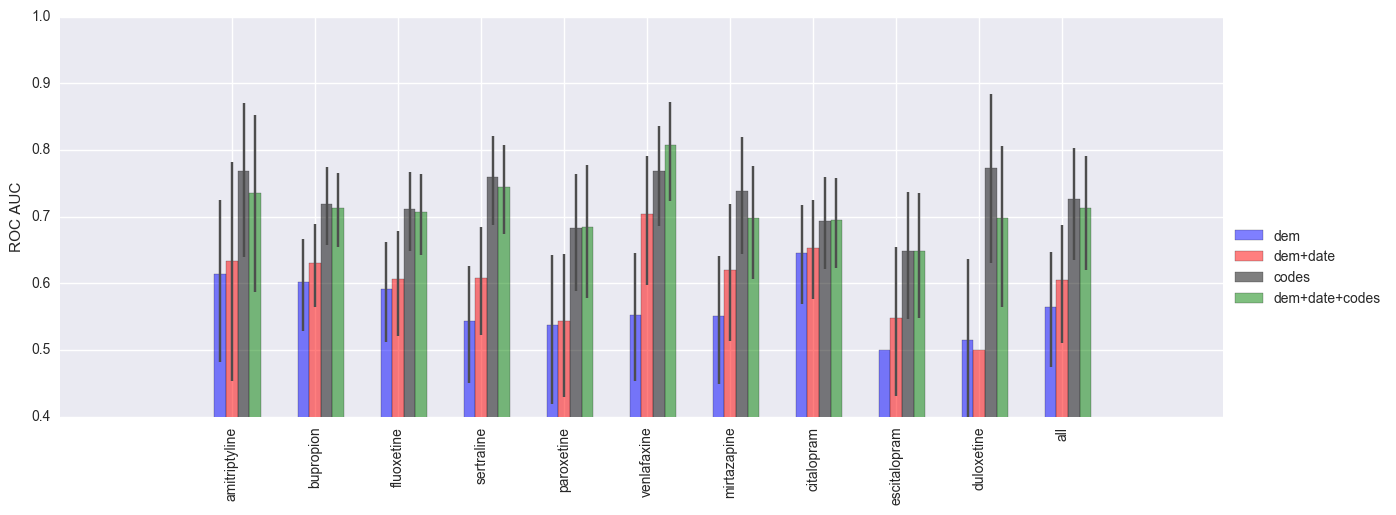 1.0
0.9
0.8
0.7
0.6
0.5
0.4
ROC AUC
amitriptyline
bupropion
fluoxetine
sertraline
paroxetine
venlafaxine
mirtazapine
citalopram
escitalopram
duloxetine
all
dem
dem+date
codes
dem+date+codes